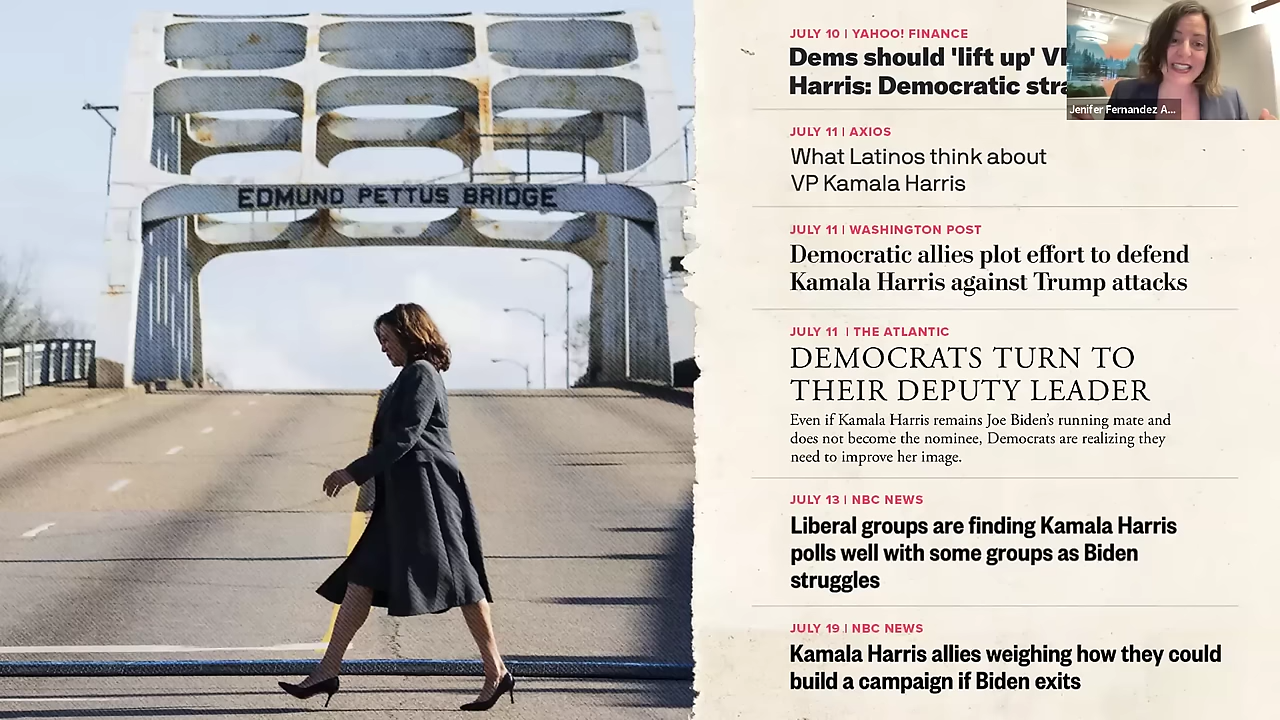 EDMUND PETTUS BRIDGE
JULY 10 | YAHOO! FINANCE
Dems should 'lift up'
Harris: Democratic
Jenifer Fernandez A...
JULY 11 | AXIOS
What Latinos think about
VP Kamala Harris
JULY 11 | WASHINGTON POST
Democratic allies plot effort to defend
Kamala Harris against Trump attacks
JULY 11 | THE ATLANTIC
DEMOCRATS TURN TO
THEIR DEPUTY LEADER
Even if Kamala Harris remains Joe Biden's running mate and
does not become the nominee, Democrats are realizing they
need to improve her image.
JULY 13 | NBC NEWS
Liberal groups are finding Kamala Harris
polls well with some groups as Biden
struggles
JULY 19 | NBC NEWS
Kamala Harris allies weighing how they could
build a campaign if Biden exits